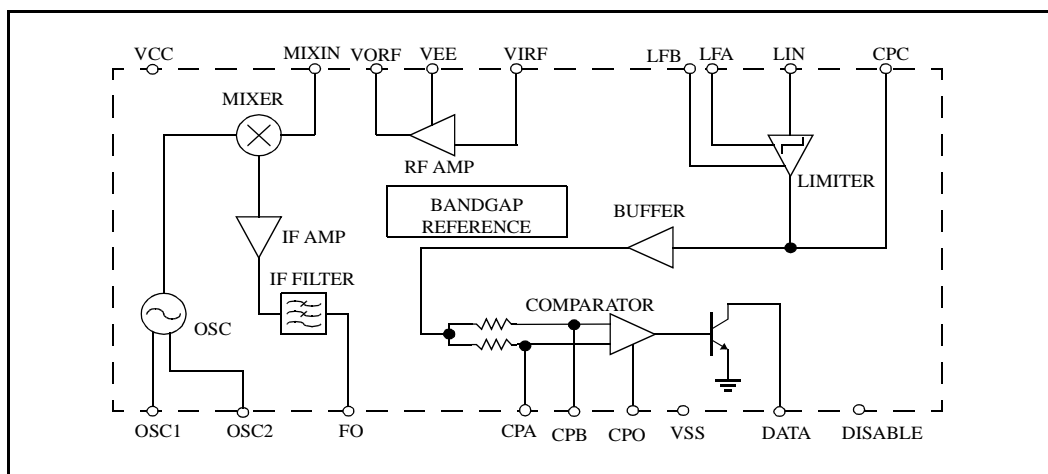 VCC MIXIN VORF VEE VIRF LFB LFA LIN CPC
MIXER
RF AMP
LIMITER
BANDGAP
REFERENCE
BUFFER
IF AMP
IF FILTER
COMPARATOR
OSC
OSC1 OSC2 FO CPA CPB CPO VSS DATA DISABLE